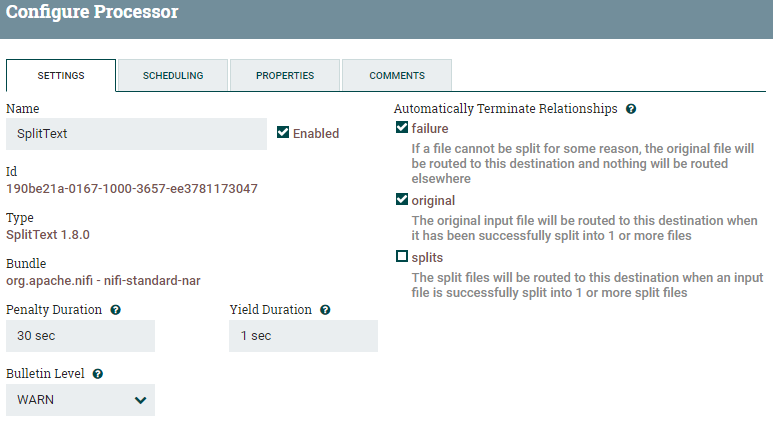 Configure Processor
SETTINGS
SCHEDULING
PROPERTIES
COMMENTS
Name
SplitText
Enabled
Id
190be21a-0167-1000-3657-ee3781173047
Type
SplitText 1.8.0
Bundle
org.apache.nifi - nifi-standard-nar
Penalty Duration ?
Yield Duration ?
30 sec
1 sec
Bulletin Level ?
WARN
Automatically Terminate Relationships ?
failure
If a file cannot be split for some reason, the original file will
be routed to this destination and nothing will be routed
elsewhere
original
The original input file will be routed to this destination when
it has been successfully split into 1 or more files
splits
The split files will be routed to this destination when an input
file is successfully split into 1 or more split files